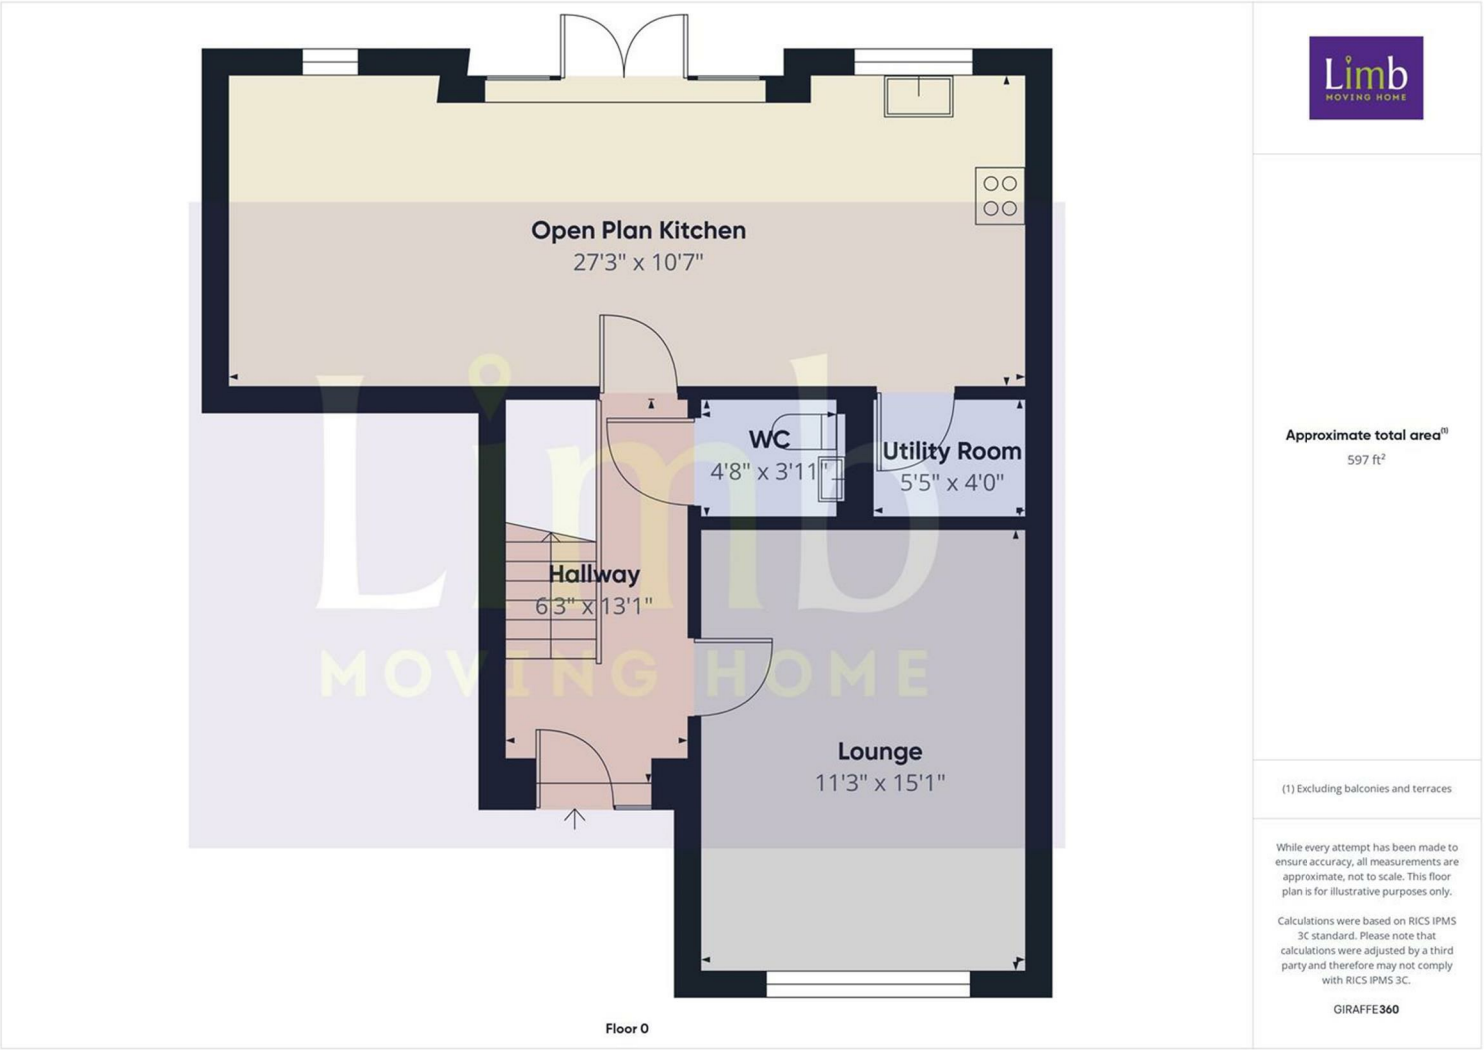 Open Plan Kitchen
27'3" x 10'7"
WC
4'8" x 3'11"
Utility Room
5'5" x 4'0"
Hallway
6'3" x 13'1"
Limb
MOVING HOME
Lounge
11'3" x 15'1"
Floor 0
Limb
MOVING HOME
Approximate total area(1)
597 ft²
(1) Excluding balconies and terraces
While every attempt has been made to
ensure accuracy, all measurements are
approximate, not to scale. This floor
plan is for illustrative purposes only.
Calculations were based on RICS IPMS
3C standard. Please note that
calculations were adjusted by a third
party and therefore may not comply
with RICS IPMS 3C.
GIRAFFE360